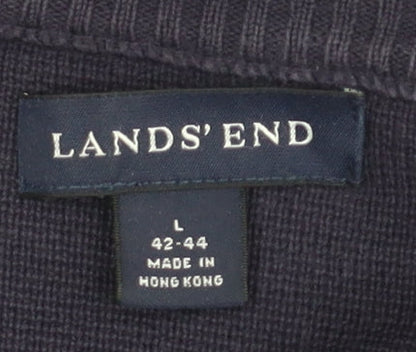 LANDS' END
L
42-44
MADE IN
HONG KONG